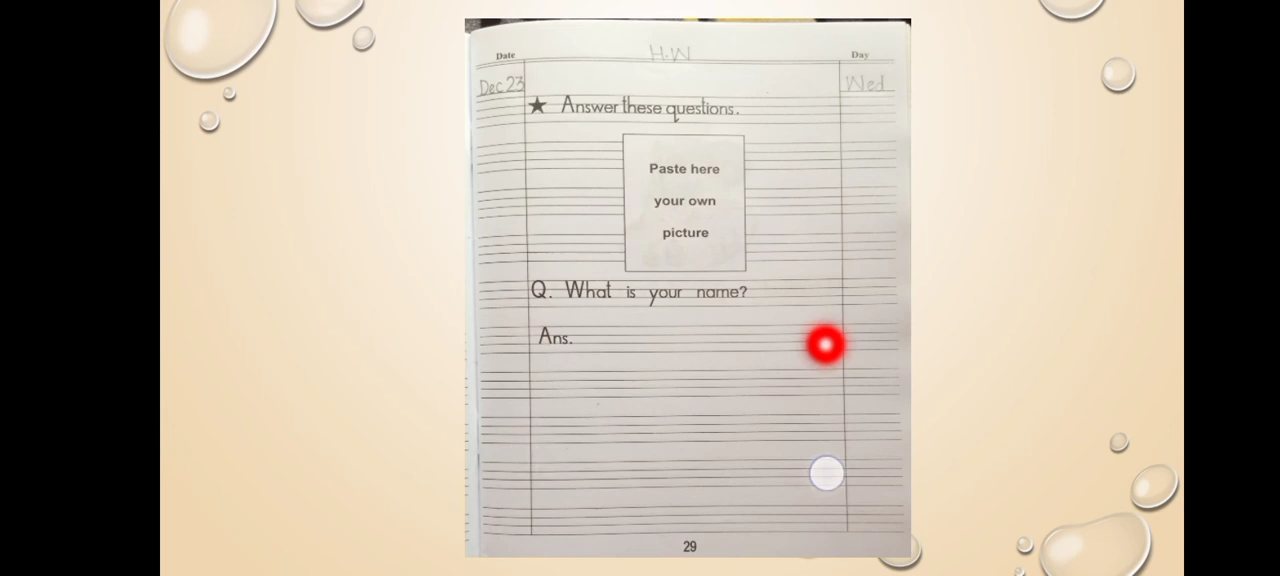 Date H.W Day
Dec 23 Wed
★ Answer these questions.
Paste here
your own
picture
Q. What is your name?
Ans.
29